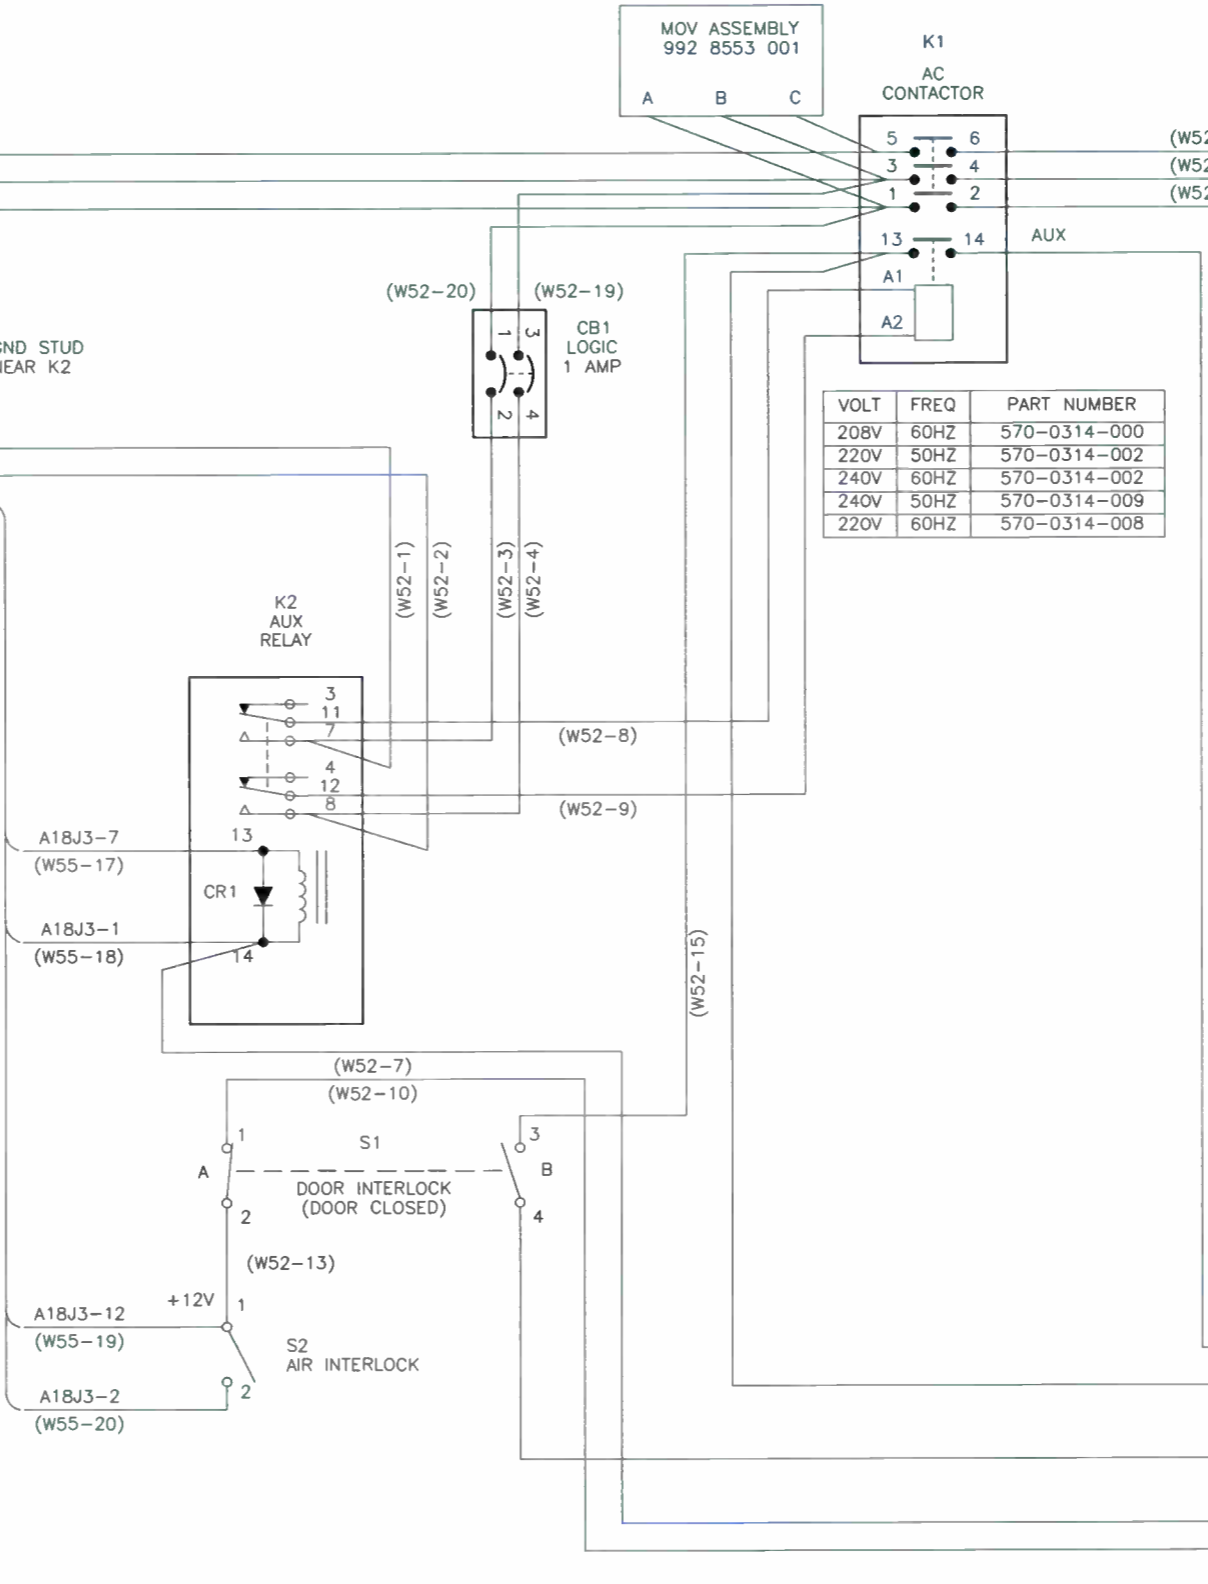 MOV ASSEMBLY
992 8553 001
A B C
K1
AC
CONTACTOR
5 6
3 4
1 2
13 14 AUX
A1
A2
(W52-20) (W52-19)
CB1
LOGIC
1 AMP
1 3
2 4
GND STUD
NEAR K2
VOLT FREQ PART NUMBER
208V 60HZ 570-0314-000
220V 50HZ 570-0314-002
240V 60HZ 570-0314-002
240V 50HZ 570-0314-009
220V 60HZ 570-0314-008
(W52-1) (W52-2) (W52-3) (W52-4)
K2
AUX
RELAY
3
11
7
4
12
8
(W52-8)
(W52-9)
A18J3-7 13
(W55-17)
CR1
A18J3-1
(W55-18) 14
(W52-15)
(W52-7)
(W52-10)
1 S1 3
A B
DOOR INTERLOCK
(DOOR CLOSED)
2 4
(W52-13)
+12V 1
A18J3-12
(W55-19)
S2
AIR INTERLOCK
A18J3-2 2
(W55-20)